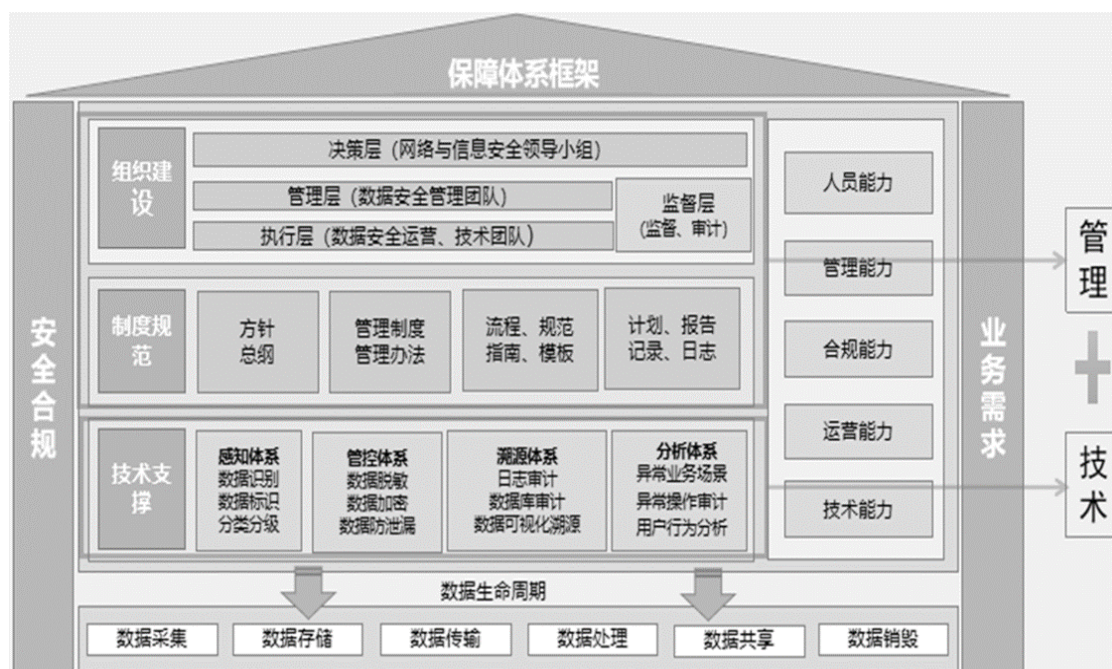 保障体系框架
安全合规
组织建
设
决策层（网络与信息安全领导小组）
管理层（数据安全管理团队）
执行层（数据安全运营、技术团队）
监督层
(监督、审计)
制度规
范
方针
总纲
管理制度
管理办法
流程、规范
指南、模板
计划、报告
记录、日志
技术支
撑
感知体系
数据识别
数据标识
分类分级
管控体系
数据脱敏
数据加密
数据防泄漏
溯源体系
日志审计
数据库审计
数据可视化溯源
分析体系
异常业务场景
异常操作审计
用户行为分析
人员能力
管理能力
合规能力
运营能力
技术能力
业务需求
管理
技术
数据生命周期
数据采集
数据存储
数据传输
数据处理
数据共享
数据销毁